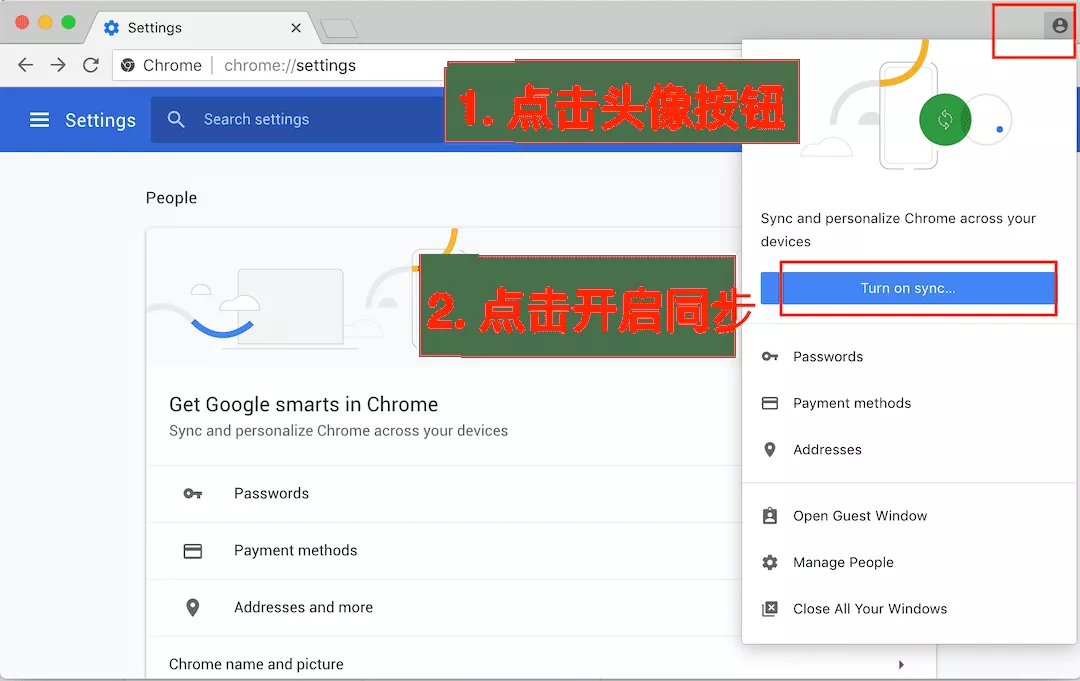 Settings
Chrome
chrome://settings
Settings
Search settings
1. 点击头像按钮
People
Sync and personalize Chrome across your
devices
Turn on sync...
2. 点击开启同步
Get Google smarts in Chrome
Sync and personalize Chrome across your devices
Passwords
Payment methods
Addresses and more
Chrome name and picture
Passwords
Payment methods
Addresses
Open Guest Window
Manage People
Close All Your Windows